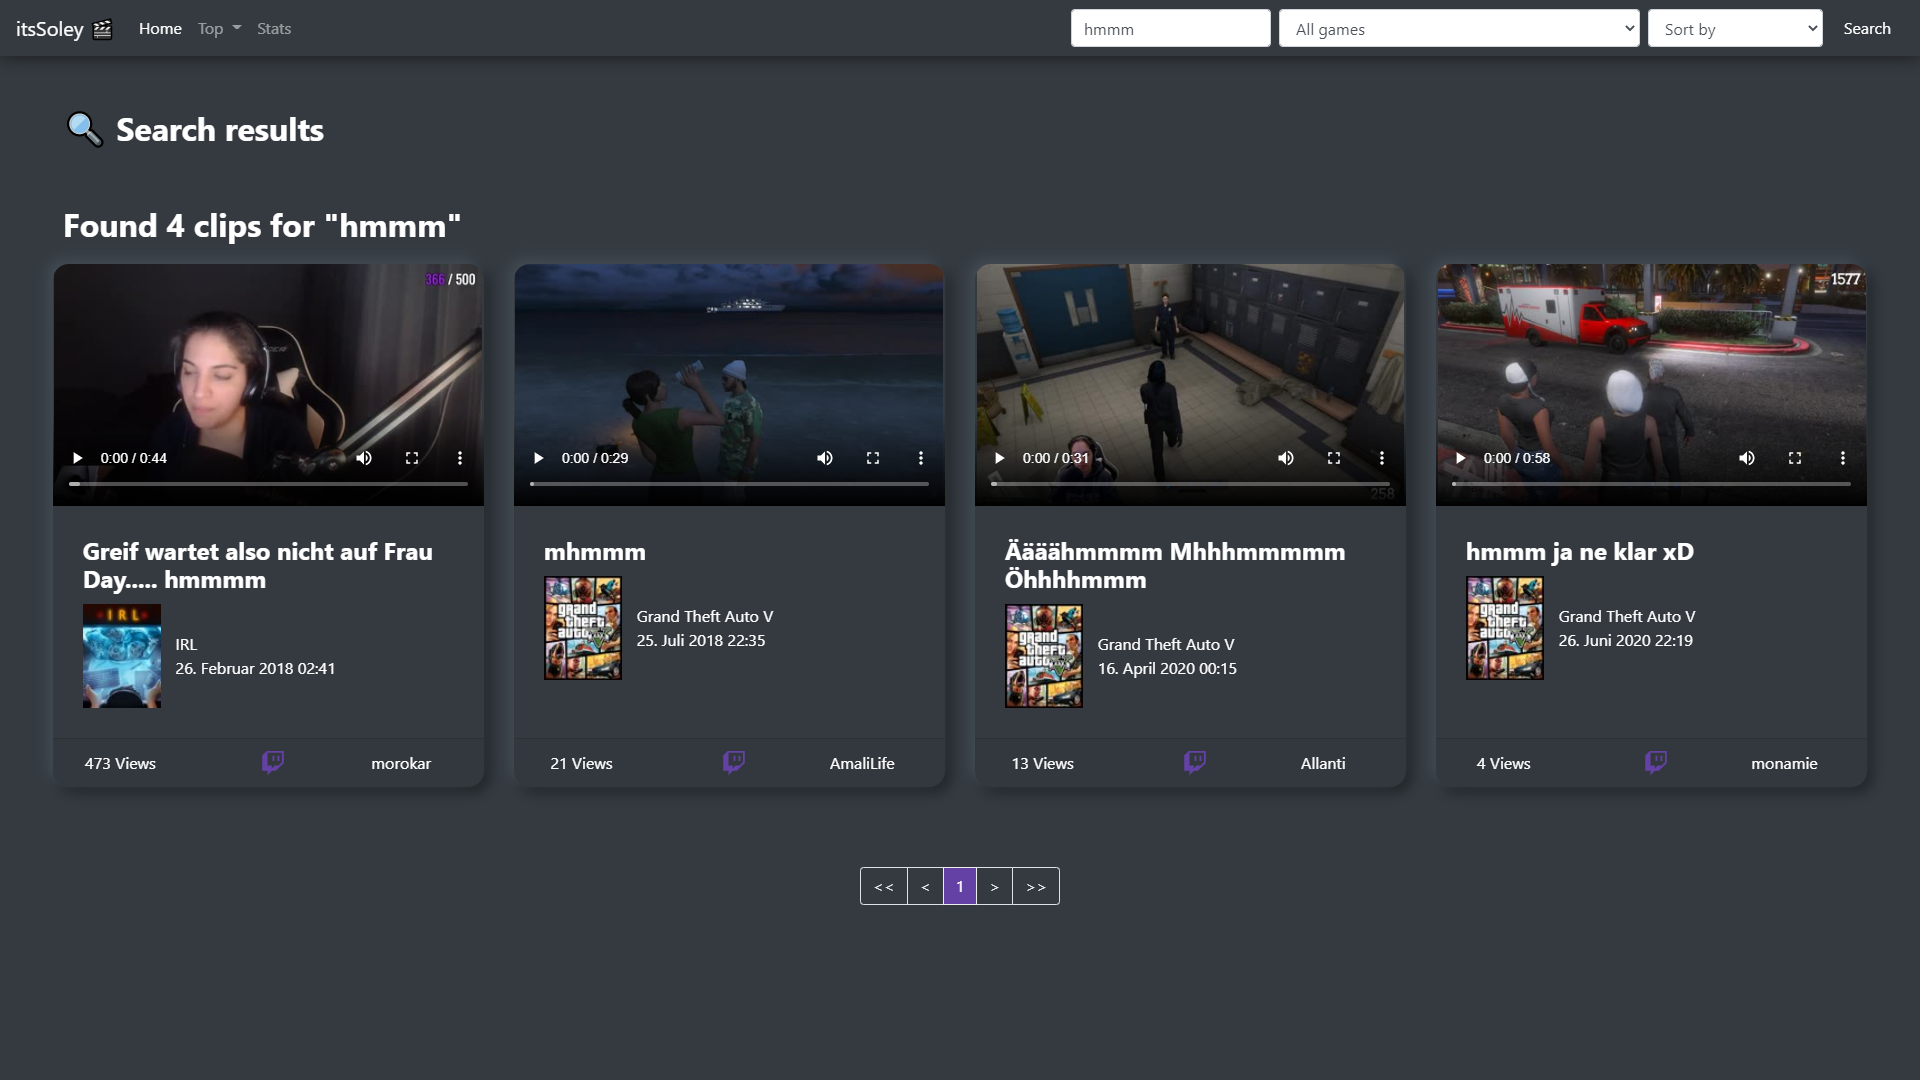 itsSoley
Home
Top
Stats
hmmm
All games
Sort by
Search
Search results
Found 4 clips for "hmmm"
366 / 500
0:00 / 0:44
Greif wartet also nicht auf Frau
Day..... hmmmm
IRL
IRL
26. Februar 2018 02:41
473 Views
morokar
0:00 / 0:29
mhmmm
grand
theft
auto
V
Grand Theft Auto V
25. Juli 2018 22:35
21 Views
AmaliLife
H
0:00 / 0:31
258
Äääähmmmm Mhhhmmmmm
Öhhhhmmm
grand
theft
auto
V
Grand Theft Auto V
16. April 2020 00:15
13 Views
Allanti
1577
0:00 / 0:58
hmmm ja ne klar xD
grand
theft
auto
V
Grand Theft Auto V
26. Juni 2020 22:19
4 Views
monamie
<< < 1 > >>